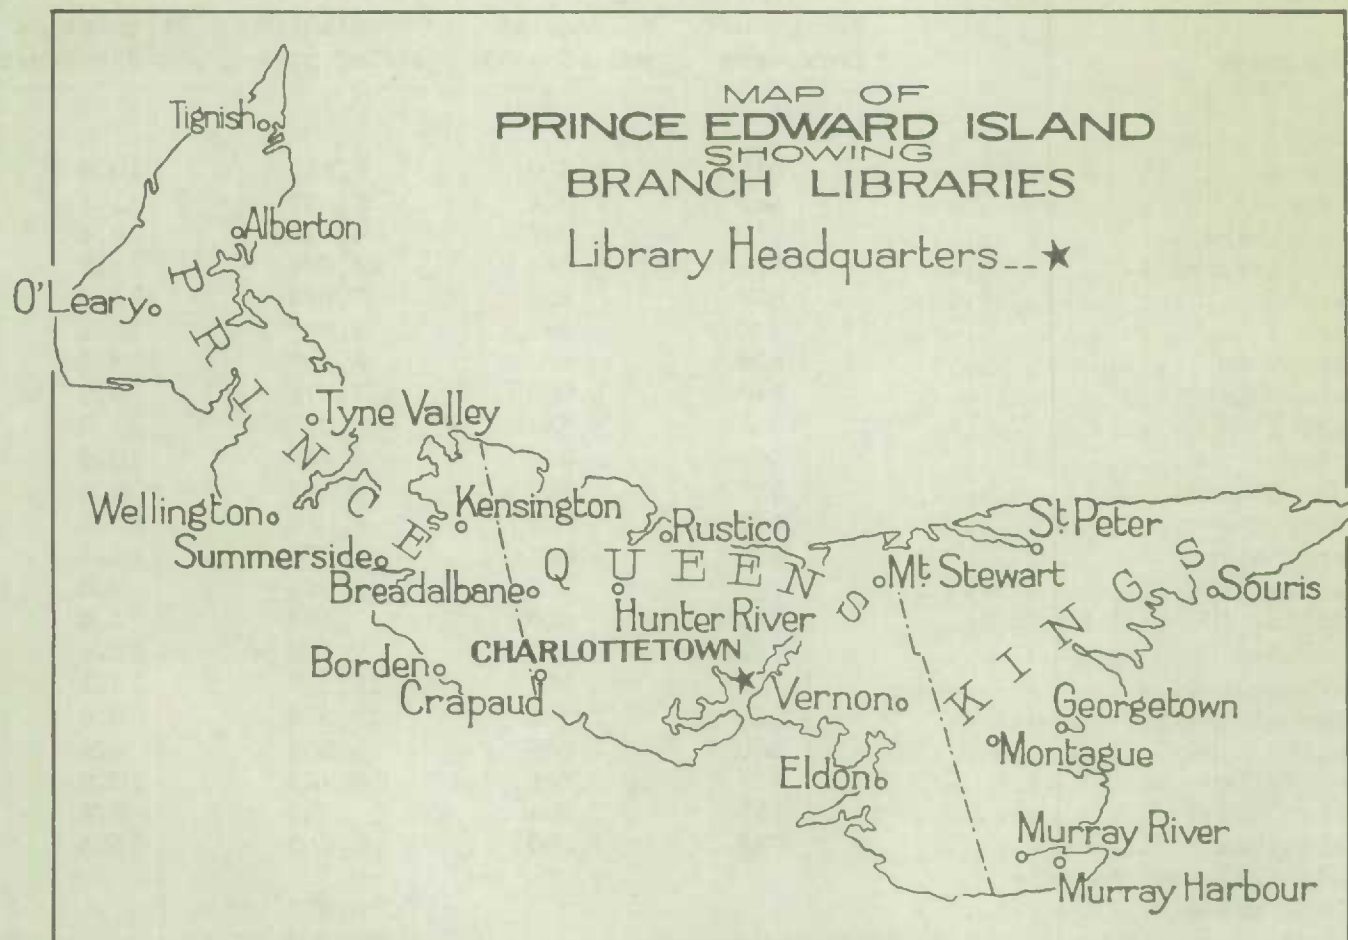 MAP OF
PRINCE EDWARD ISLAND
SHOWING
BRANCH LIBRARIES
Library Headquarters__★
Tignish
Alberton
O'Leary
PRINCE
Tyne Valley
Wellington
Kensington
Summerside
Rustico
St. Peter
QUEENS
Mt. Stewart
KINGS
Souris
Breadalbane
Hunter River
CHARLOTTETOWN
Borden
Crapaud
Vernon
Georgetown
Montague
Eldon
Murray River
Murray Harbour